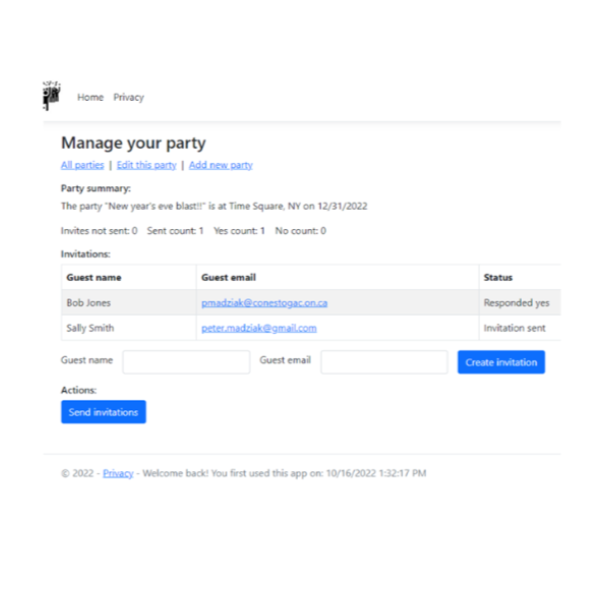 Home Privacy
Manage your party
All parties | Edit this party | Add new party
Party summary:
The party "New year's eve blast!!" is at Time Square, NY on 12/31/2022
Invites not sent: 0 Sent count: 1 Yes count: 1 No count: 0
Invitations:
Guest name Guest email Status
Bob Jones pmadziak@conestogac.on.ca Responded yes
Sally Smith peter.madziak@gmail.com Invitation sent
Guest name Guest email Create invitation
Actions:
Send invitations
© 2022 - Privacy - Welcome back! You first used this app on: 10/16/2022 1:32:17 PM